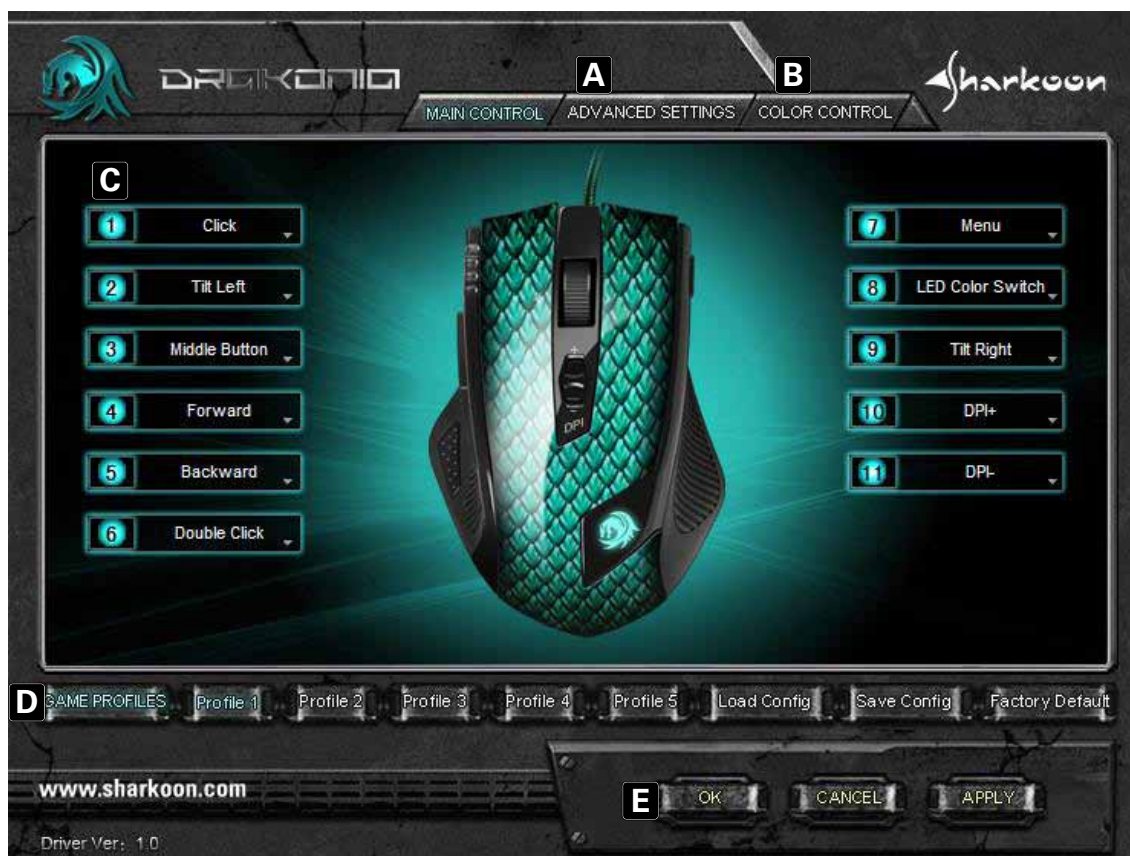 DRAKONIA
Sharkoon
A
B
MAIN CONTROL
ADVANCED SETTINGS
COLOR CONTROL
C
1 Click
2 Tilt Left
3 Middle Button
4 Forward
5 Backward
6 Double Click
7 Menu
8 LED Color Switch
9 Tilt Right
10 DPI+
11 DPI-
+
-
DPI
D
GAME PROFILES
Profile 1
Profile 2
Profile 3
Profile 4
Profile 5
Load Config
Save Config
Factory Default
www.sharkoon.com
E
OK
CANCEL
APPLY
Driver Ver: 1.0